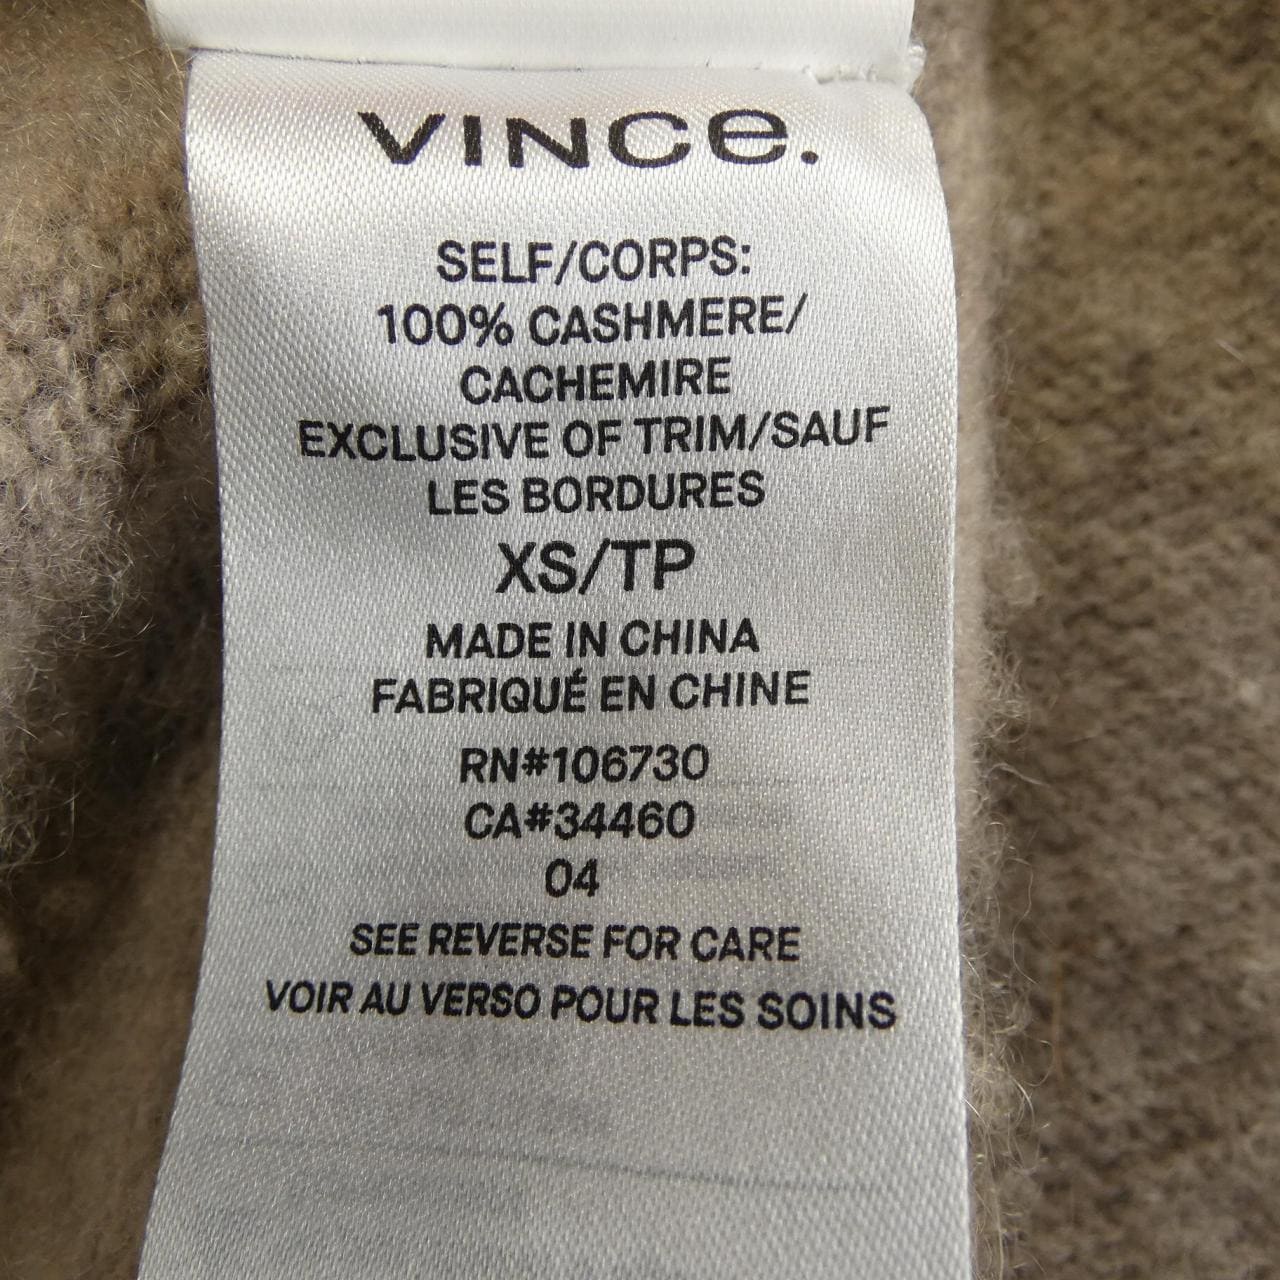 VINCe.
SELF/CORPS:
100% CASHMERE/
CACHEMIRE
EXCLUSIVE OF TRIM/SAUF
LES BORDURES
XS/TP
MADE IN CHINA
FABRIQUÉ EN CHINE
RN#106730
CA#34460
04
SEE REVERSE FOR CARE
VOIR AU VERSO POUR LES SOINS